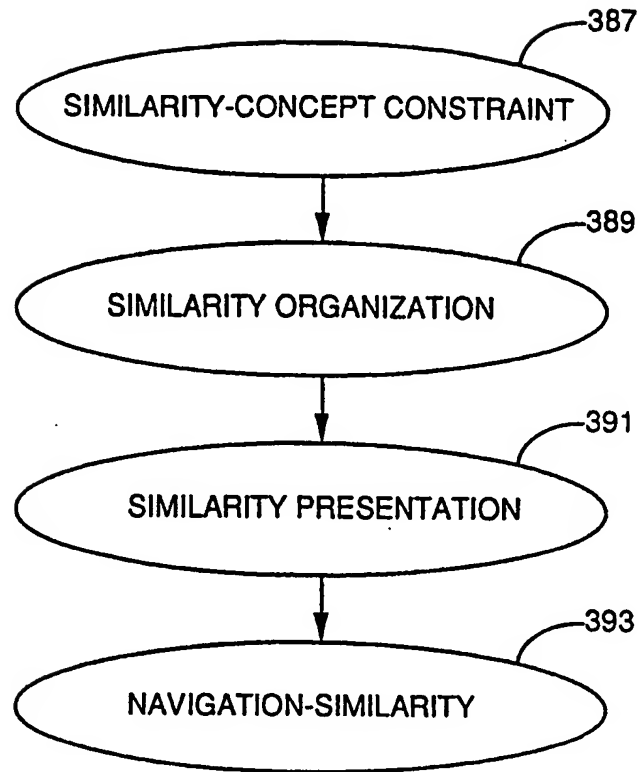 387
SIMILARITY-CONCEPT CONSTRAINT
389
SIMILARITY ORGANIZATION
391
SIMILARITY PRESENTATION
393
NAVIGATION-SIMILARITY